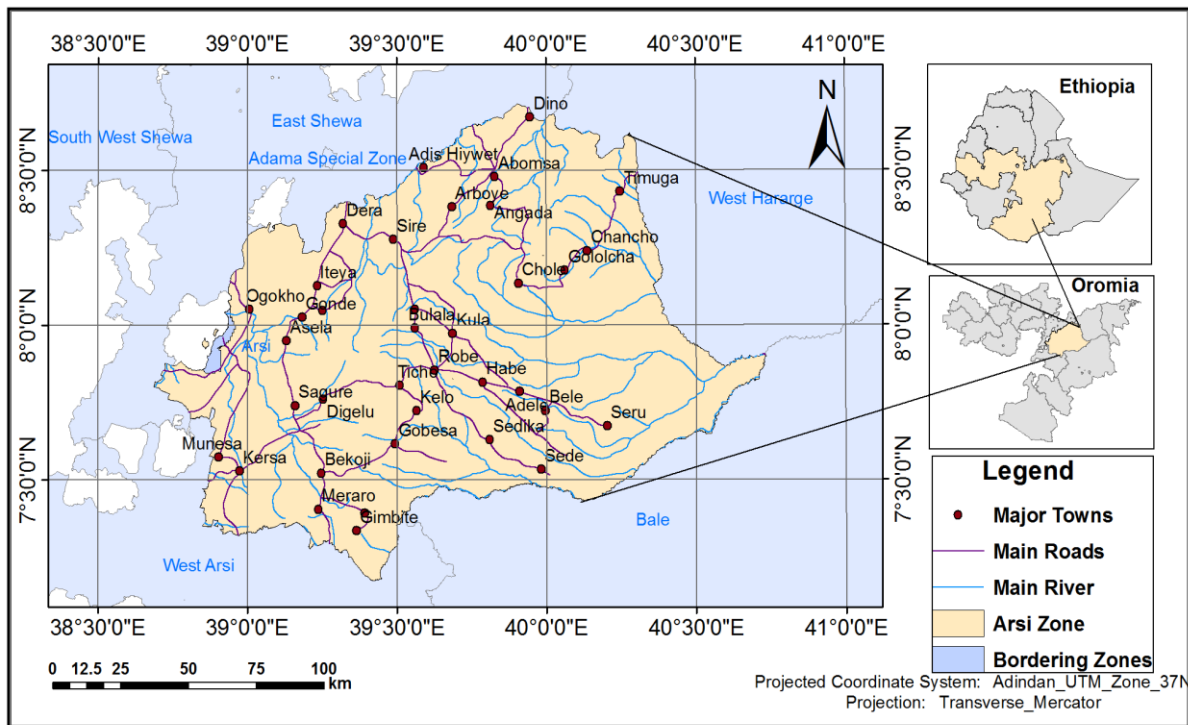 38°30'0"E 39°0'0"E 39°30'0"E 40°0'0"E 40°30'0"E 41°0'0"E
N
Dino
East Shewa
South West Shewa
Adama Special Zone
Adis Hiywet
Abomsa
8°30'0"N
8°30'0"N
Timuga
Arboye
Angada
West Hararge
Dera
Sire
Ohancho
Gololcha
Chole
Iteya
Ogokho
Gonde
Bulala
Kula
8°0'0"N
8°0'0"N
Asela
Arsi
Robe
Tiche
Habe
Sagure
Digelu
Kelo
Adele
Bele
Seru
Gobesa
Sedika
Munesa
Kersa
Bekoji
Sede
7°30'0"N
7°30'0"N
Meraro
Gimbite
Bale
West Arsi
38°30'0"E 39°0'0"E 39°30'0"E 40°0'0"E 40°30'0"E 41°0'0"E
0 12.5 25 50 75 100
km
Ethiopia
Oromia
Legend
Major Towns
Main Roads
Main River
Arsi Zone
Bordering Zones
Projected Coordinate System: Adindan_UTM_Zone_37N
Projection: Transverse_Mercator